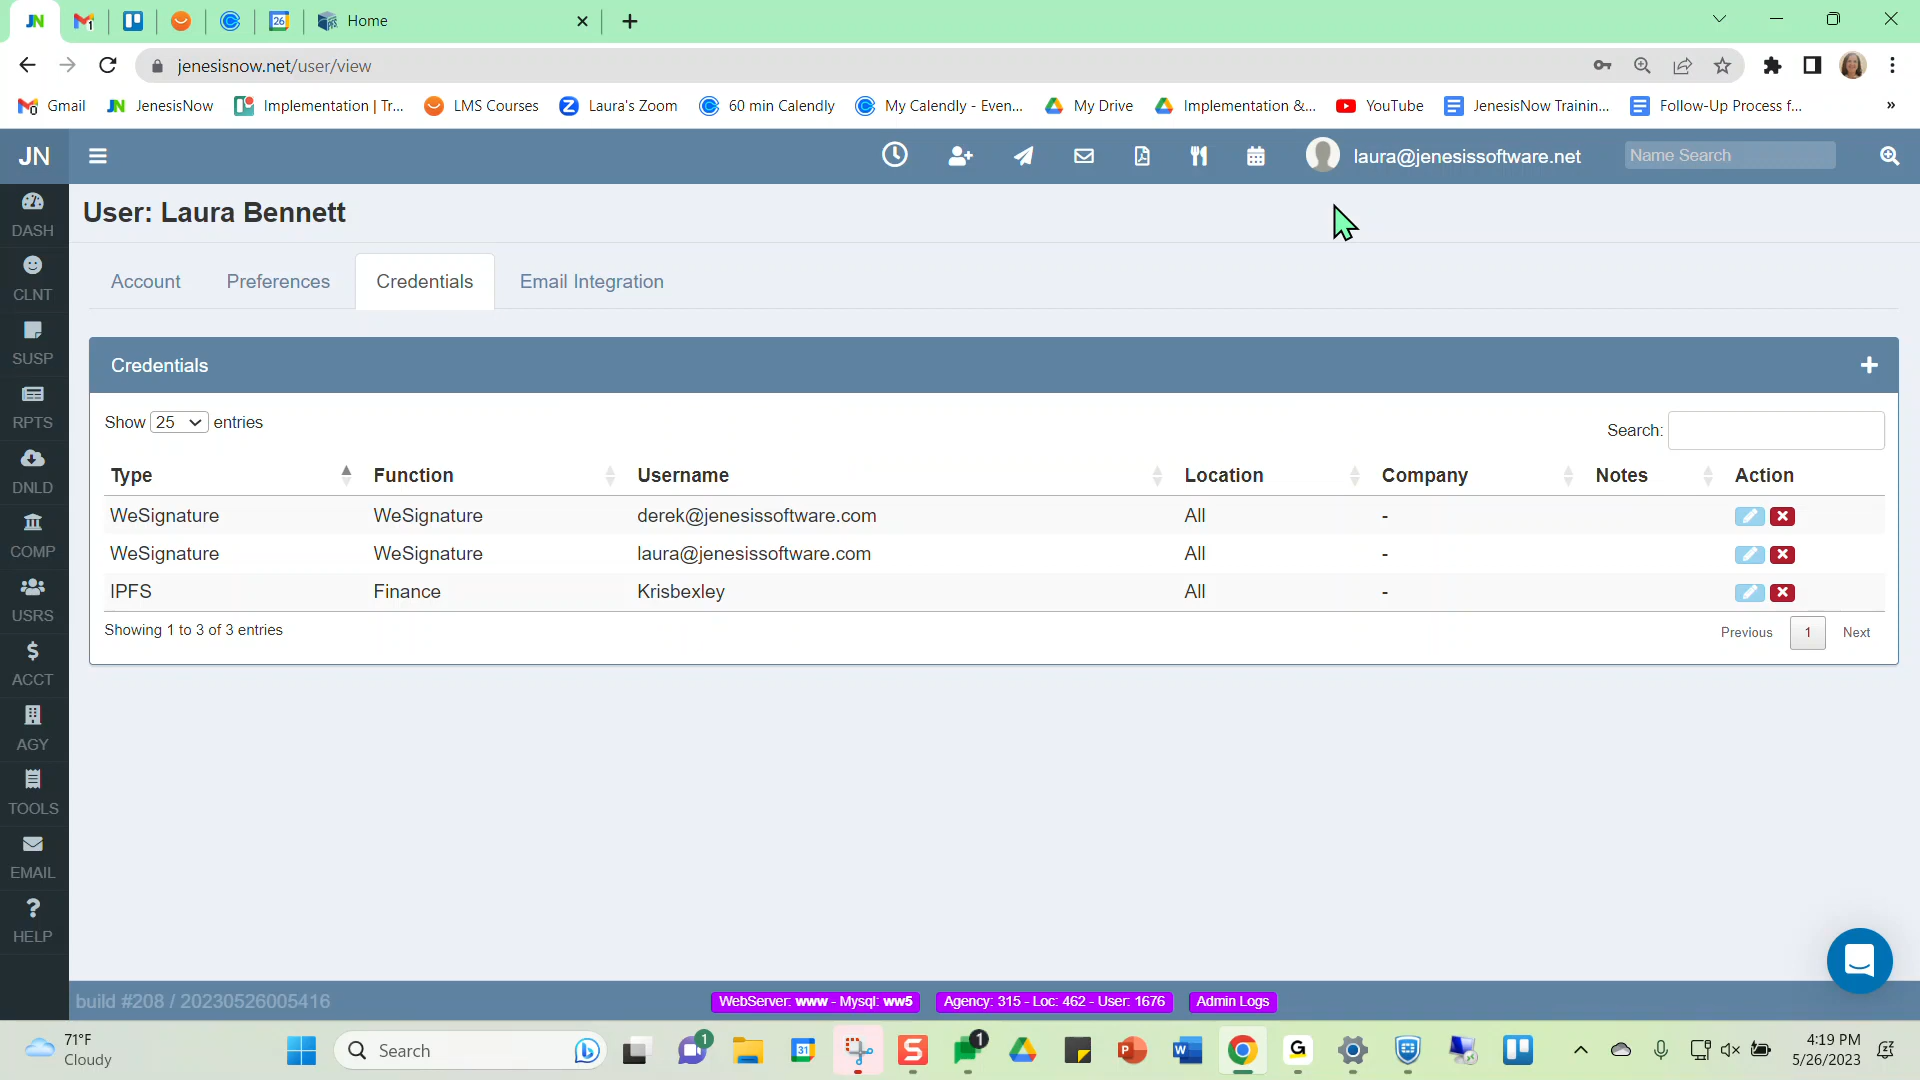 JN
1
26
Home
jenesisnow.net/user/view
Gmail
JenesisNow
Implementation | Tr...
LMS Courses
Laura's Zoom
60 min Calendly
My Calendly - Even...
My Drive
Implementation &...
YouTube
JenesisNow Trainin...
Follow-Up Process f...
»
JN
laura@jenesissoftware.net
Name Search
User: Laura Bennett
DASH
CLNT
SUSP
RPTS
DNLD
COMP
USRS
ACCT
AGY
TOOLS
EMAIL
HELP
Account Preferences Credentials Email Integration
Credentials
Show 25 entries
Search:
Type Function Username Location Company Notes Action
WeSignature WeSignature derek@jenesissoftware.com All -
WeSignature WeSignature laura@jenesissoftware.com All -
IPFS Finance Krisbexley All -
Showing 1 to 3 of 3 entries
Previous 1 Next
build #208 / 20230526005416
WebServer: www - Mysql: ww5
Agency: 315 - Loc: 462 - User: 1676
Admin Logs
71°F
Cloudy
Search
1
31
S
1
P
W
G
4:19 PM
5/26/2023